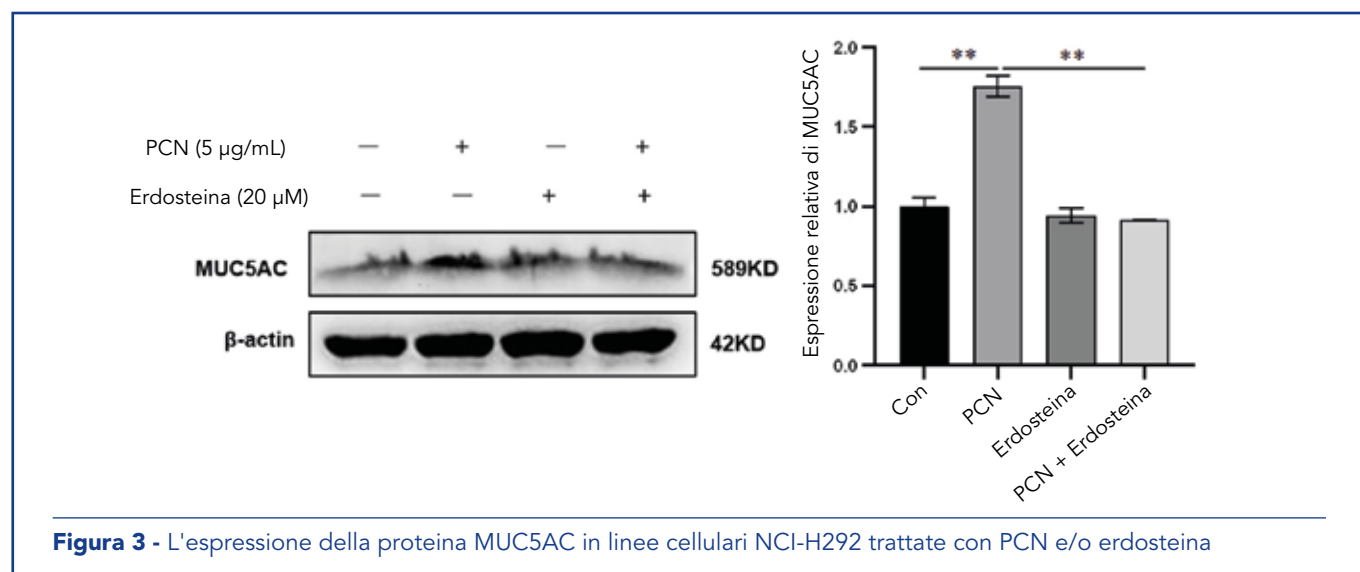 PCN (5 µg/mL) — + — +
Erdosteina (20 µM) — — + +
MUC5AC 589KD
β-actin 42KD
Espressione relativa di MUC5AC
2.0
1.5
1.0
0.5
0.0
** **
Con
PCN
Erdosteina
PCN + Erdosteina
Figura 3 - L'espressione della proteina MUC5AC in linee cellulari NCI-H292 trattate con PCN e/o erdosteina